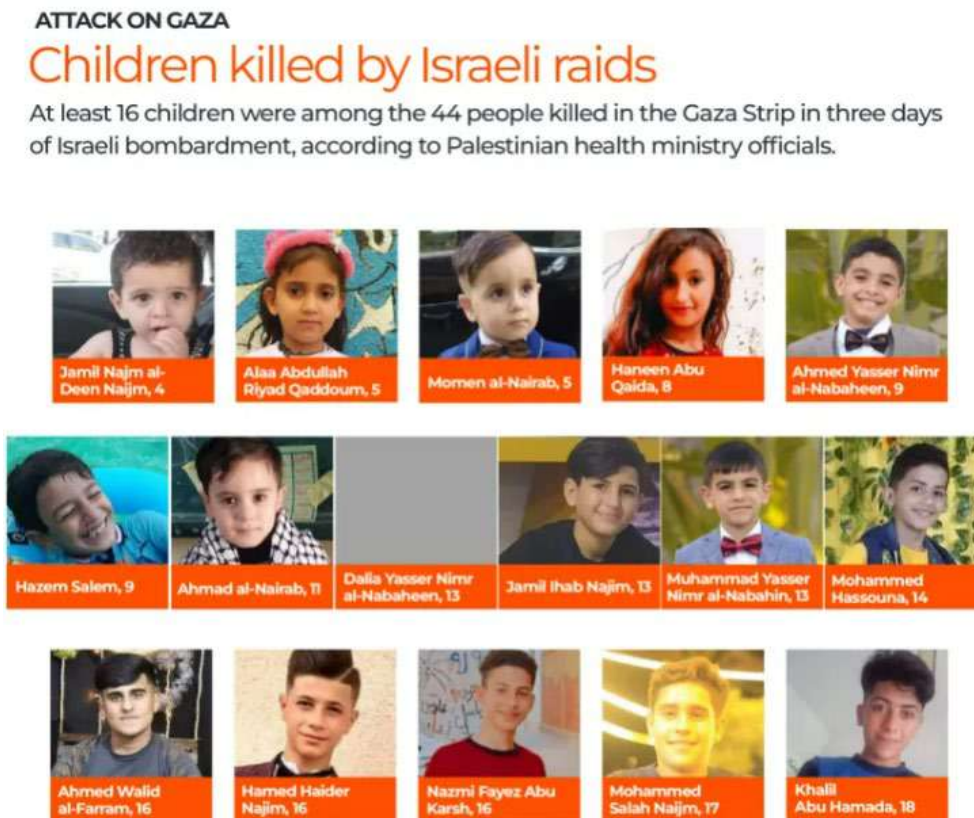 ATTACK ON GAZA
Children killed by Israeli raids
At least 16 children were among the 44 people killed in the Gaza Strip in three days
of Israeli bombardment, according to Palestinian health ministry officials.
Jamil Najm al-
Deen Naijm, 4
Alaa Abdullah
Riyad Qaddoum, 5
Momen al-Nairab, 5
Haneen Abu
Qaida, 8
Ahmed Yasser Nimr
al-Nabaheen, 9
Hazem Salem, 9
Ahmad al-Nairab, 11
Dalia Yasser Nimr
al-Nabaheen, 13
Jamil Ihab Najim, 13
Muhammad Yasser
Nimr al-Nabahin, 13
Mohammed
Hassouna, 14
Ahmed Walid
al-Farram, 16
Hamed Haider
Najim, 16
Nazmi Fayez Abu
Karsh, 16
Mohammed
Salah Naijm, 17
Khalil
Abu Hamada, 18